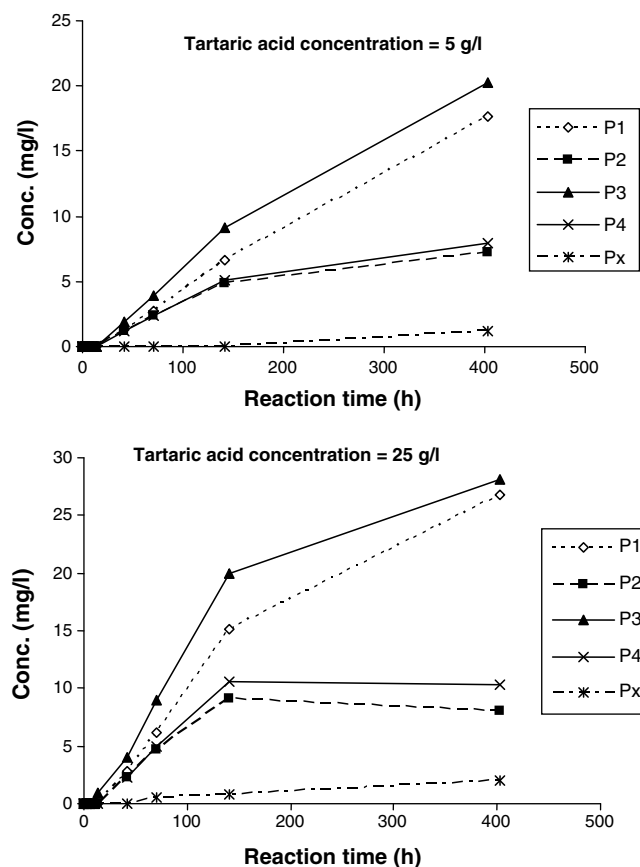 Tartaric acid concentration = 5 g/l
Conc. (mg/l)
25
20
15
10
5
0
0 100 200 300 400 500
Reaction time (h)
P1
P2
P3
P4
Px
Tartaric acid concentration = 25 g/l
Conc. (mg/l)
30
25
20
15
10
5
0
0 100 200 300 400 500
Reaction time (h)
P1
P2
P3
P4
Px